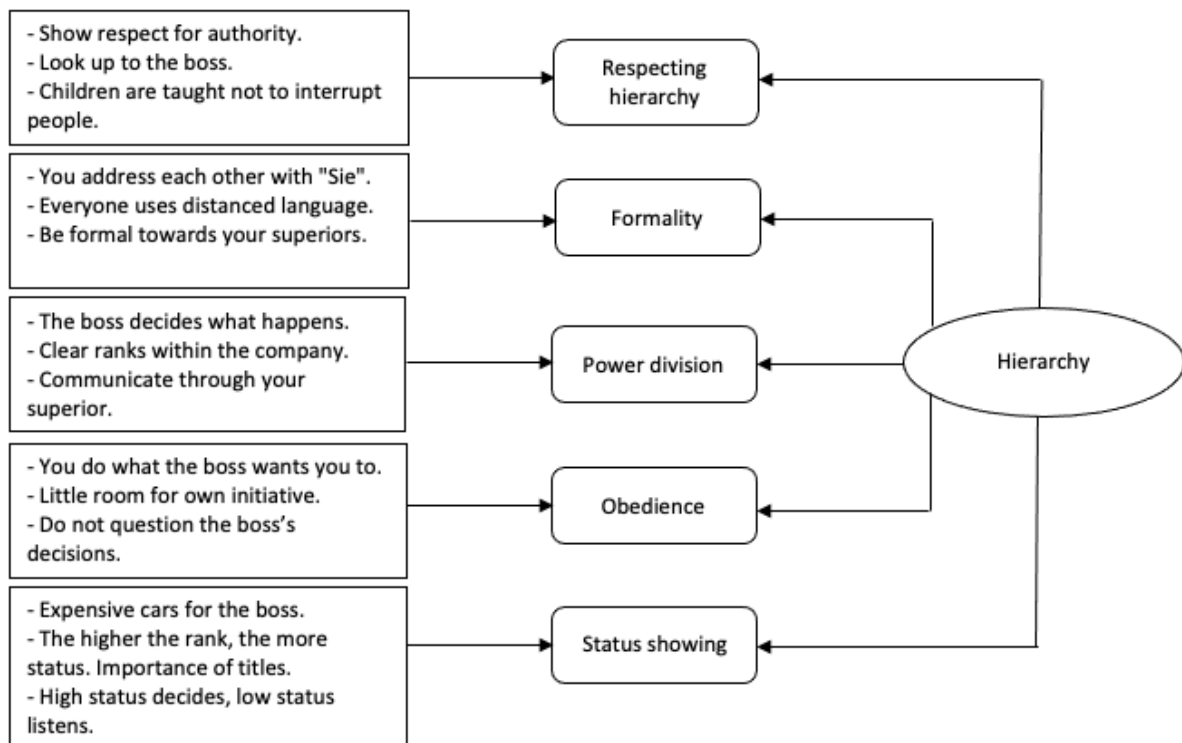 - Show respect for authority.
- Look up to the boss.
- Children are taught not to interrupt
people.
Respecting
hierarchy
- You address each other with "Sie".
- Everyone uses distanced language.
- Be formal towards your superiors.
Formality
- The boss decides what happens.
- Clear ranks within the company.
- Communicate through your
superior.
Power division
Hierarchy
- You do what the boss wants you to.
- Little room for own initiative.
- Do not question the boss’s
decisions.
Obedience
- Expensive cars for the boss.
- The higher the rank, the more
status. Importance of titles.
- High status decides, low status
listens.
Status showing